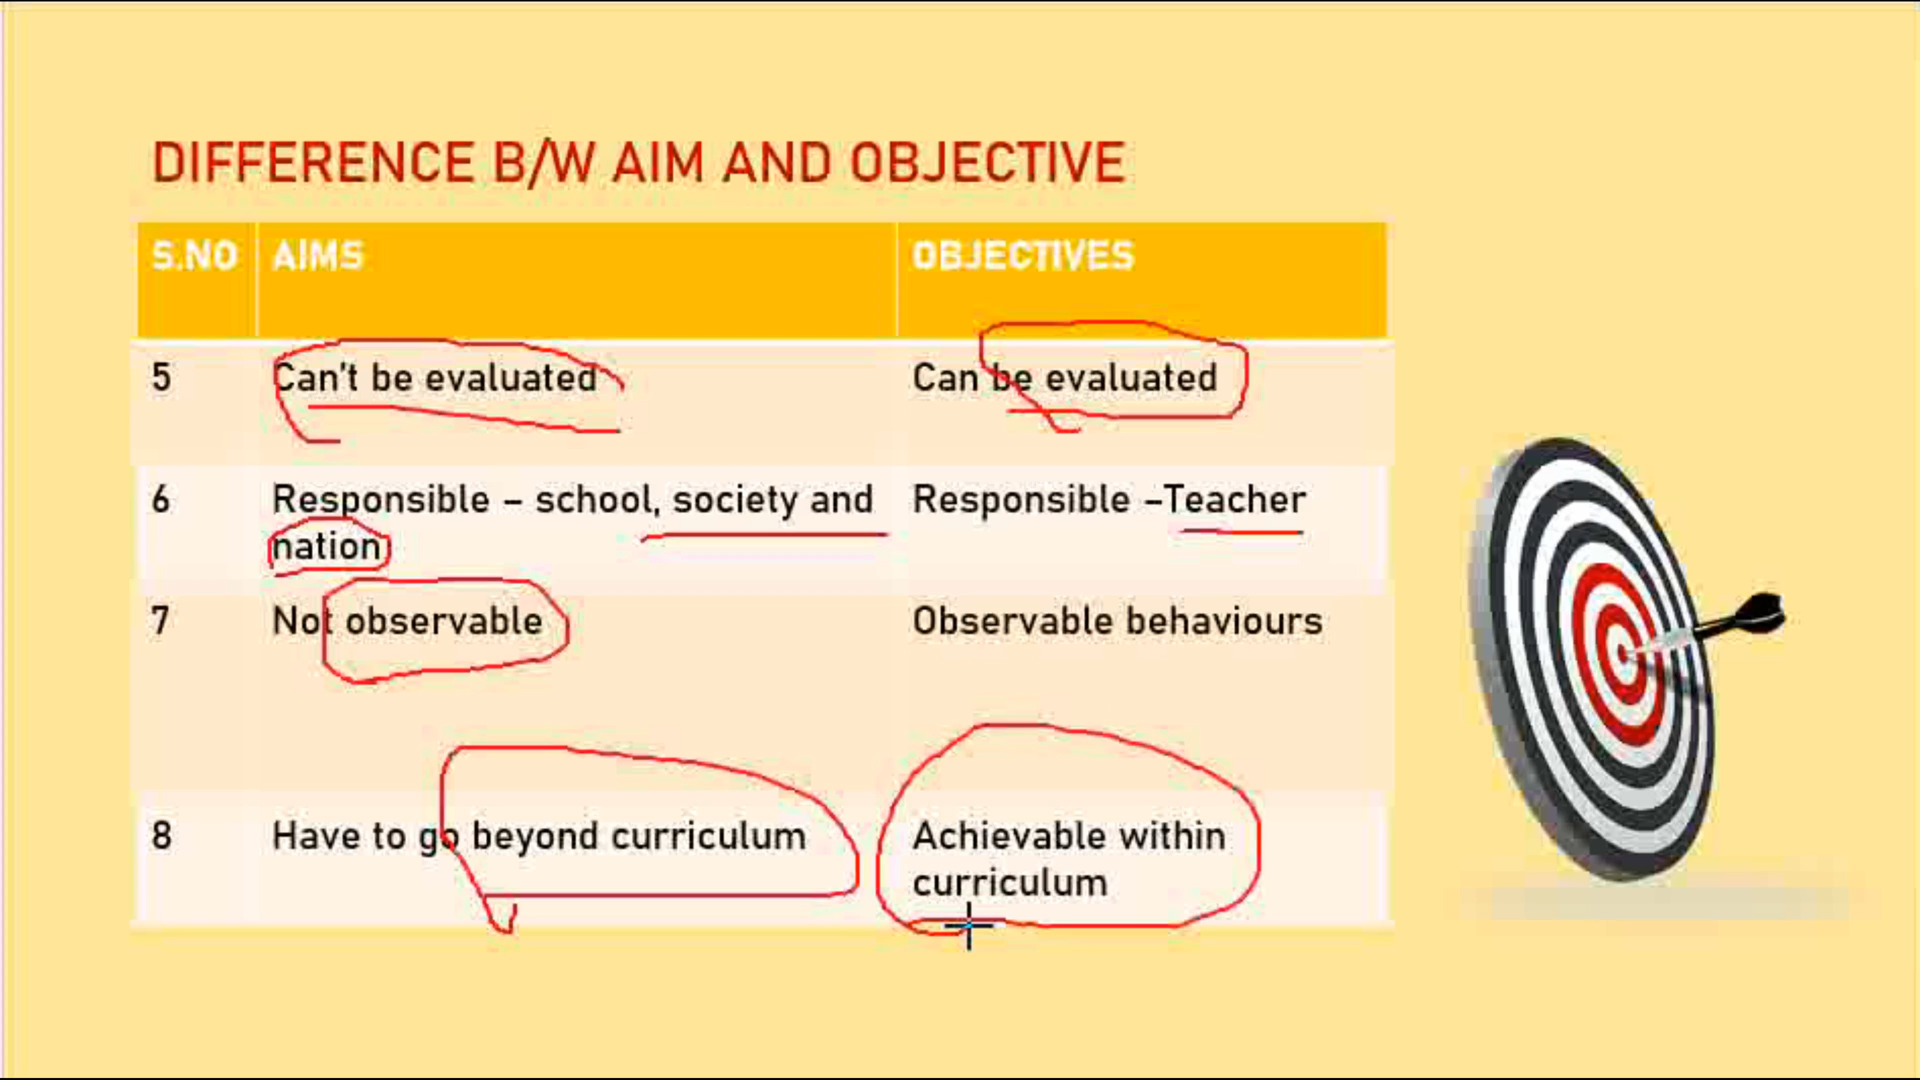 DIFFERENCE B/W AIM AND OBJECTIVE
S.NO AIMS OBJECTIVES
5 Can't be evaluated Can be evaluated
6 Responsible – school, society and Responsible –Teacher
nation
7 Not observable Observable behaviours
8 Have to go beyond curriculum Achievable within
curriculum